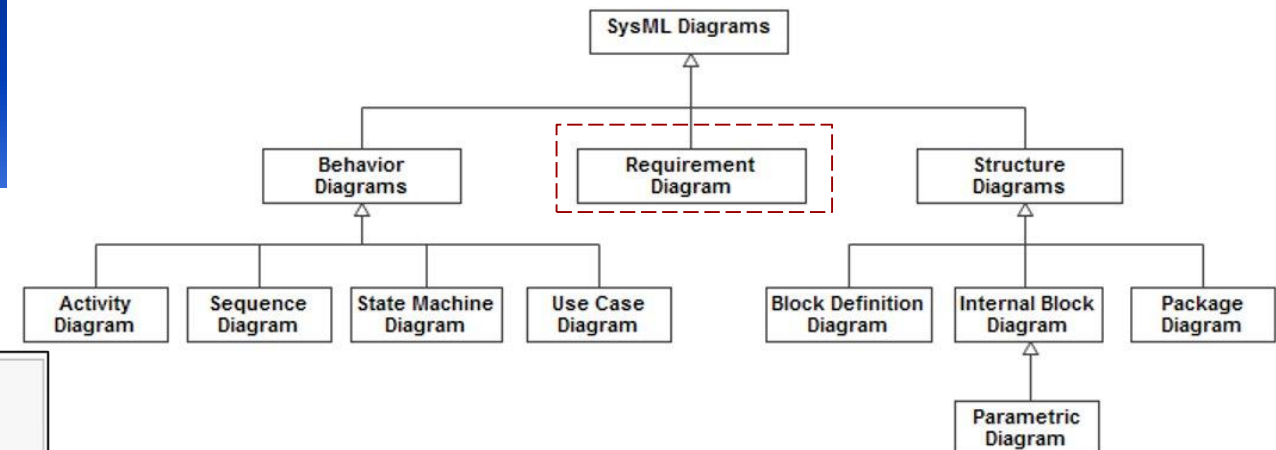 SysML Diagrams
Behavior
Diagrams
Requirement
Diagram
Structure
Diagrams
Activity
Diagram
Sequence
Diagram
State Machine
Diagram
Use Case
Diagram
Block Definition
Diagram
Internal Block
Diagram
Package
Diagram
Parametric
Diagram